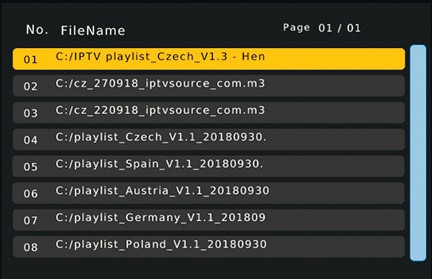 No. FileName Page 01 / 01
01 C:/IPTV playlist_Czech_V1.3 - Hen
02 C:/cz_270918_iptvsource_com.m3
03 C:/cz_220918_iptvsource_com.m3
04 C:/playlist_Czech_V1.1_20180930.
05 C:/playlist_Spain_V1.1_20180930.
06 C:/playlist_Austria_V1.1_20180930
07 C:/playlist_Germany_V1.1_201809
08 C:/playlist_Poland_V1.1_20180930